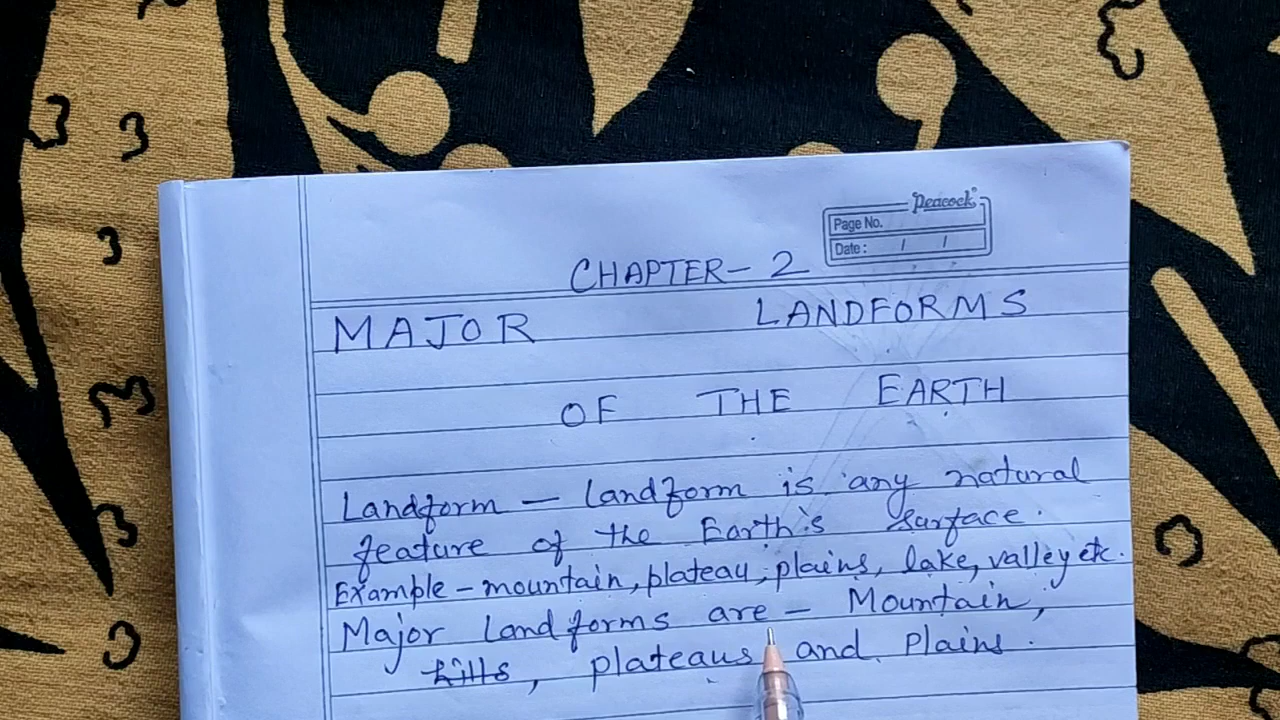 Peacock
Page No.
Date : / /
CHAPTER - 2
MAJOR LANDFORMS
OF THE EARTH
Landform — landform is any natural
feature of the Earth's surface.
Example - mountain, plateau, plains, lake, valley etc.
Major landforms are - Mountain,
hills, plateaus and Plains.